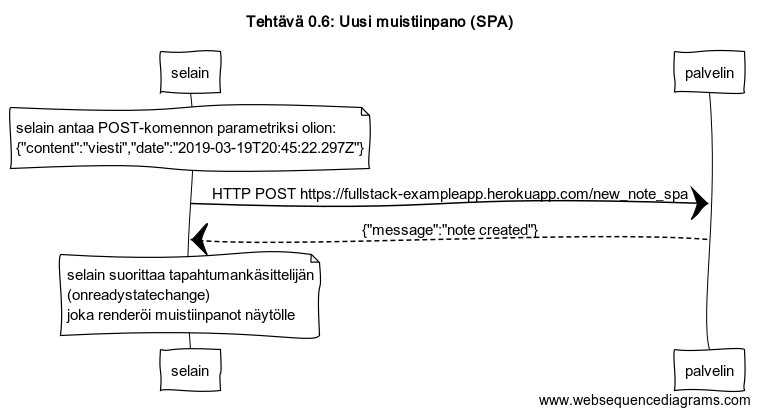 Tehtävä 0.6: Uusi muistiinpano (SPA)
selain
palvelin
selain antaa POST-komennon parametriksi olion:
{"content":"viesti","date":"2019-03-19T20:45:22.297Z"}
HTTP POST https://fullstack-exampleapp.herokuapp.com/new_note_spa
{"message":"note created"}
selain suorittaa tapahtumankäsittelijän
(onreadystatechange)
joka renderöi muistiinpanot näytölle
selain
palvelin
www.websequencediagrams.com